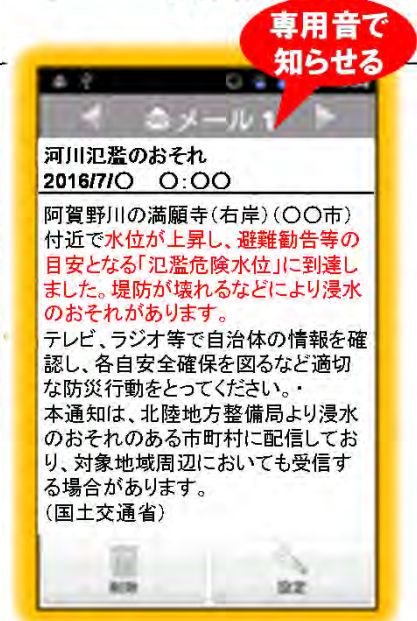 専用音で
知らせる
メール 1
河川氾濫のおそれ
2016/7/〇 〇:〇〇
阿賀野川の満願寺(右岸)(〇〇市)
付近で水位が上昇し、避難勧告等の
目安となる「氾濫危険水位」に到達し
ました。堤防が壊れるなどにより浸水
のおそれがあります。
テレビ、ラジオ等で自治体の情報を確
認し、各自安全確保を図るなど適切
な防災行動をとってください。・
本通知は、北陸地方整備局より浸水
のおそれのある市町村に配信してお
り、対象地域周辺においても受信す
る場合があります。
(国土交通省)
削除 設定